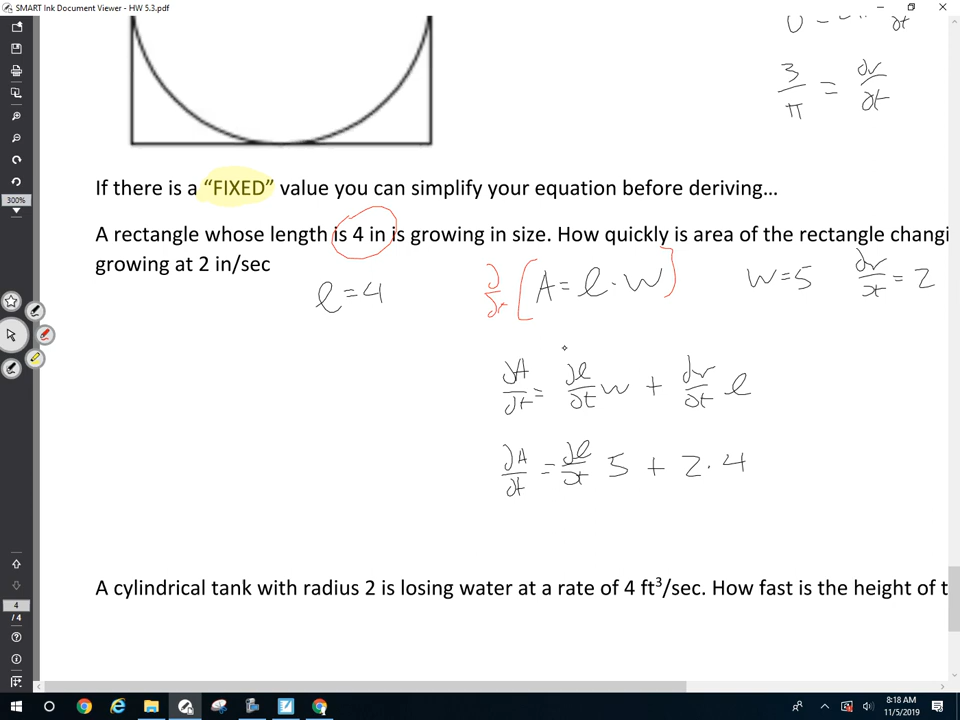 SMART Ink Document Viewer - HW 5.3.pdf
3/π = dr/dt
If there is a “FIXED” value you can simplify your equation before deriving…
A rectangle whose length is 4 in is growing in size. How quickly is area of the rectangle changi
growing at 2 in/sec
l = 4 d/dt [A = l · W] W = 5 dw/dt = 2
dA/dt = dl/dt w + dw/dt l
dA/dt = dl/dt 5 + 2 · 4
A cylindrical tank with radius 2 is losing water at a rate of 4 ft³/sec. How fast is the height of t
300%
4
/ 4
8:18 AM
11/5/2019